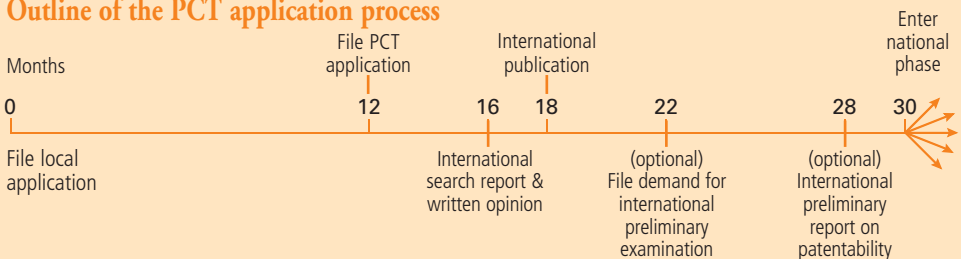 Outline of the PCT application process
Months
File PCT
application
International
publication
Enter
national
phase
0
12
16
18
22
28
30
File local
application
International
search report &
written opinion
(optional)
File demand for
international
preliminary
examination
(optional)
International
preliminary
report on
patentability